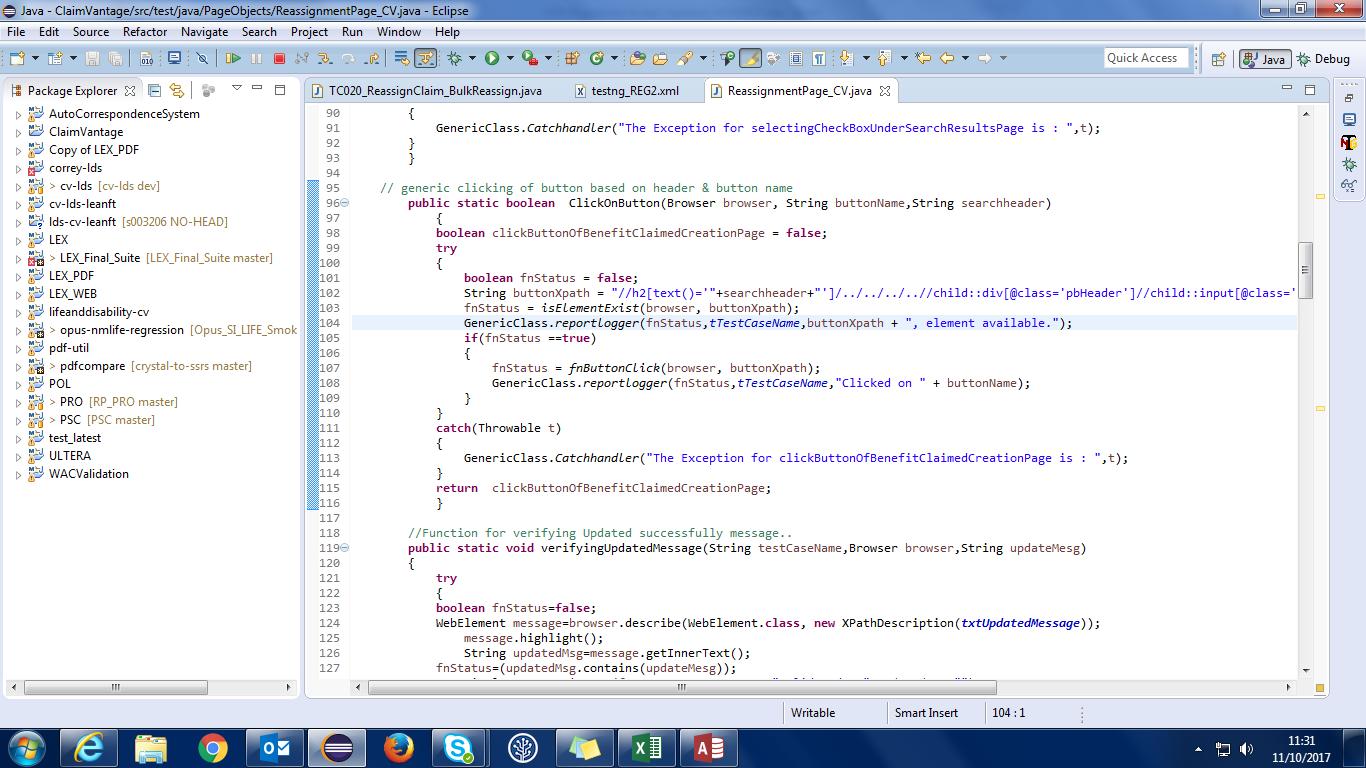 Java - ClaimVantage/src/test/java/PageObjects/ReassignmentPage_CV.java - Eclipse
File Edit Source Refactor Navigate Search Project Run Window Help
Quick Access
Java
Debug
Package Explorer
AutoCorrespondenceSystem
ClaimVantage
Copy of LEX_PDF
correy-lds
> cv-lds [cv-lds dev]
cv-lds-leanft
lds-cv-leanft [s003206 NO-HEAD]
LEX
> LEX_Final_Suite [LEX_Final_Suite master]
LEX_PDF
LEX_WEB
lifeanddisability-cv
> opus-nmlife-regression [Opus_SI_LIFE_Smok
pdf-util
> pdfcompare [crystal-to-ssrs master]
POL
> PRO [RP_PRO master]
> PSC [PSC master]
test_latest
ULTERA
WACValidation
TC020_ReassignClaim_BulkReassign.java
testng_REG2.xml
ReassignmentPage_CV.java
90 {
91 GenericClass.Catchhandler("The Exception for selectingCheckBoxUnderSearchResultsPage is : ",t);
92 }
93 }
94
95 // generic clicking of button based on header & button name
96 public static boolean  ClickOnButton(Browser browser, String buttonName,String searchheader)
97 {
98 boolean clickButtonOfBenefitClaimedCreationPage = false;
99 try
100 {
101 boolean fnStatus = false;
102 String buttonXpath = "//h2[text()='"+searchheader+"']/../../../..//child::div[@class='pbHeader']//child::input[@class='
103 fnStatus = isElementExist(browser, buttonXpath);
104 GenericClass.reportlogger(fnStatus,tTestCaseName,buttonXpath + ", element available.");
105 if(fnStatus ==true)
106 {
107 fnStatus = fnButtonClick(browser, buttonXpath);
108 GenericClass.reportlogger(fnStatus,tTestCaseName,"Clicked on " + buttonName);
109 }
110 }
111 catch(Throwable t)
112 {
113 GenericClass.Catchhandler("The Exception for clickButtonOfBenefitClaimedCreationPage is : ",t);
114 }
115 return  clickButtonOfBenefitClaimedCreationPage;
116 }
117
118 //Function for verifying Updated successfully message..
119 public static void verifyingUpdatedMessage(String testCaseName,Browser browser,String updateMesg)
120 {
121 try
122 {
123 boolean fnStatus=false;
124 WebElement message=browser.describe(WebElement.class, new XPathDescription(txtUpdatedMessage));
125 message.highlight();
126 String updatedMsg=message.getInnerText();
127 fnStatus=(updatedMsg.contains(updateMesg));
Writable
Smart Insert
104 : 1
11:31
11/10/2017